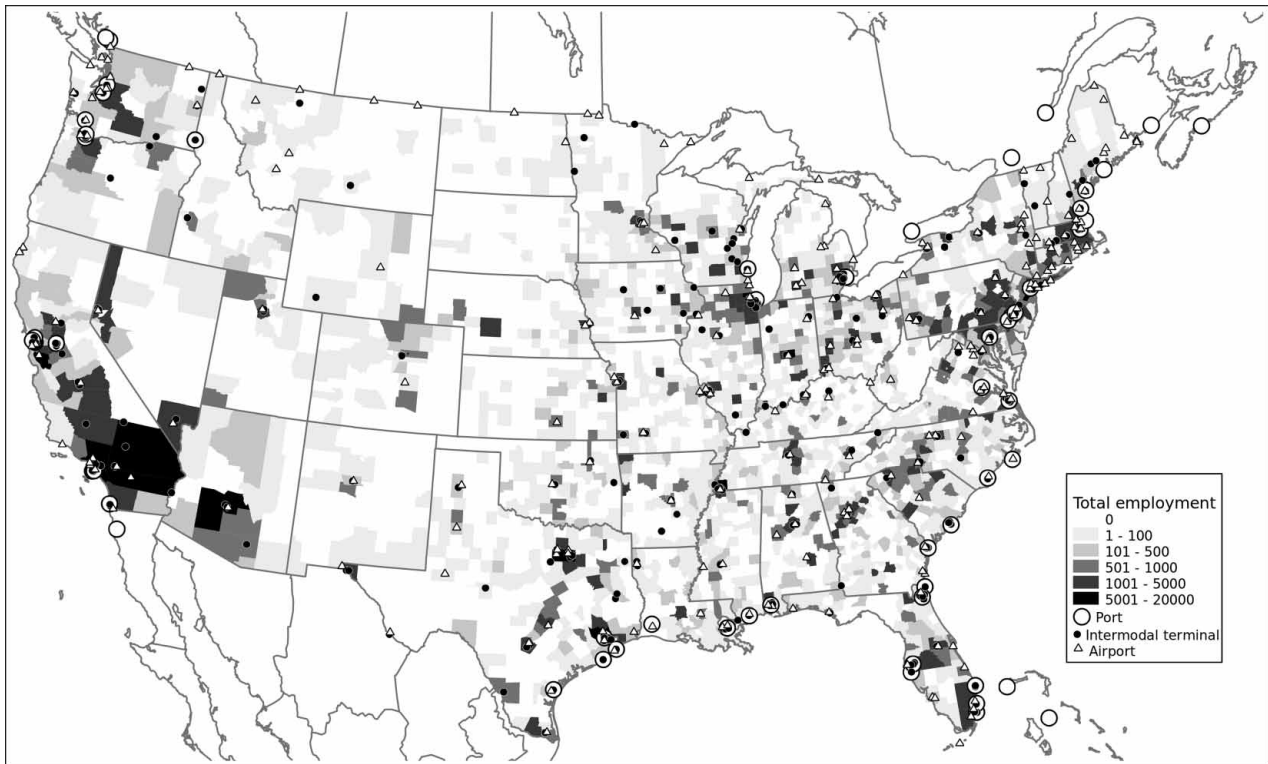 Total employment
0
1 - 100
101 - 500
501 - 1000
1001 - 5000
5001 - 20000
Port
Intermodal terminal
Airport